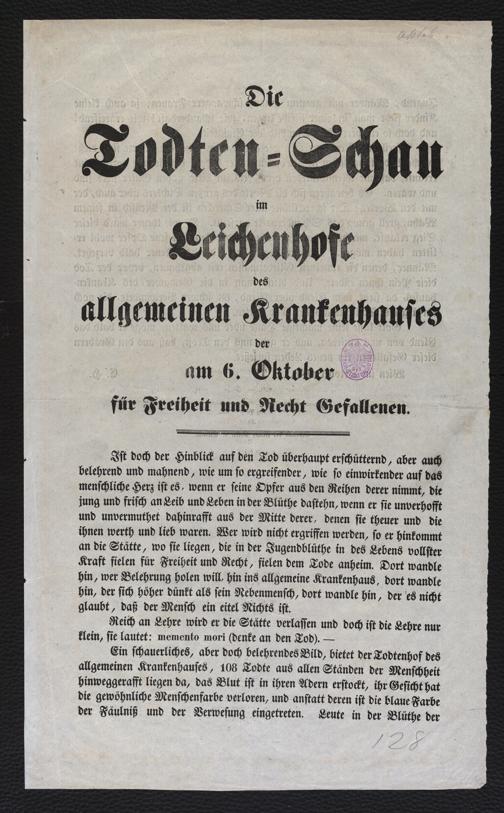 Die
Todten-Schau
im
Leichenhofe
des
allgemeinen Krankenhauses
der
am 6. Oktober
für Freiheit und Recht Gefallenen.
Ist doch der Hinblick auf den Tod überhaupt erschütternd, aber auch
belehrend und mahnend, wie um so ergreifender, wie so einwirkender auf das
menschliche Herz ist es, wenn er seine Opfer aus den Reihen derer nimmt, die
jung und frisch an Leib und Leben in der Blüthe dastehn, wenn er sie unverhofft
und unvermuthet dahinrafft aus der Mitte derer, denen sie theuer und die
ihnen werth und lieb waren. Wer wird nicht ergriffen werden, so er hinkommt
an die Stätte, wo sie liegen, die in der Jugendblüthe in des Lebens vollster
Kraft fielen für Freiheit und Recht, fielen dem Tode anheim. Dort wandle
hin, wer Belehrung holen will, hin ins allgemeine Krankenhaus, dort wandle
hin, der sich höher dünkt als sein Nebenmensch, dort wandle hin, der es nicht
glaubt, daß der Mensch ein eitel Nichts ist.
Reich an Lehre wird er die Stätte verlassen und doch ist die Lehre nur
klein, sie lautet: memento mori (denke an den Tod). —
Ein schauerliches, aber doch belehrendes Bild, bietet der Todtenhof des
allgemeinen Krankenhauses, 108 Todte aus allen Ständen der Menschheit
hinweggerafft liegen da, das Blut ist in ihren Adern erstockt, ihr Gesicht hat
die gewöhnliche Menschenfarbe verloren, und anstatt deren ist die blaue Farbe
der Fäulniß und der Verwesung eingetreten. Leute in der Blüthe der
128